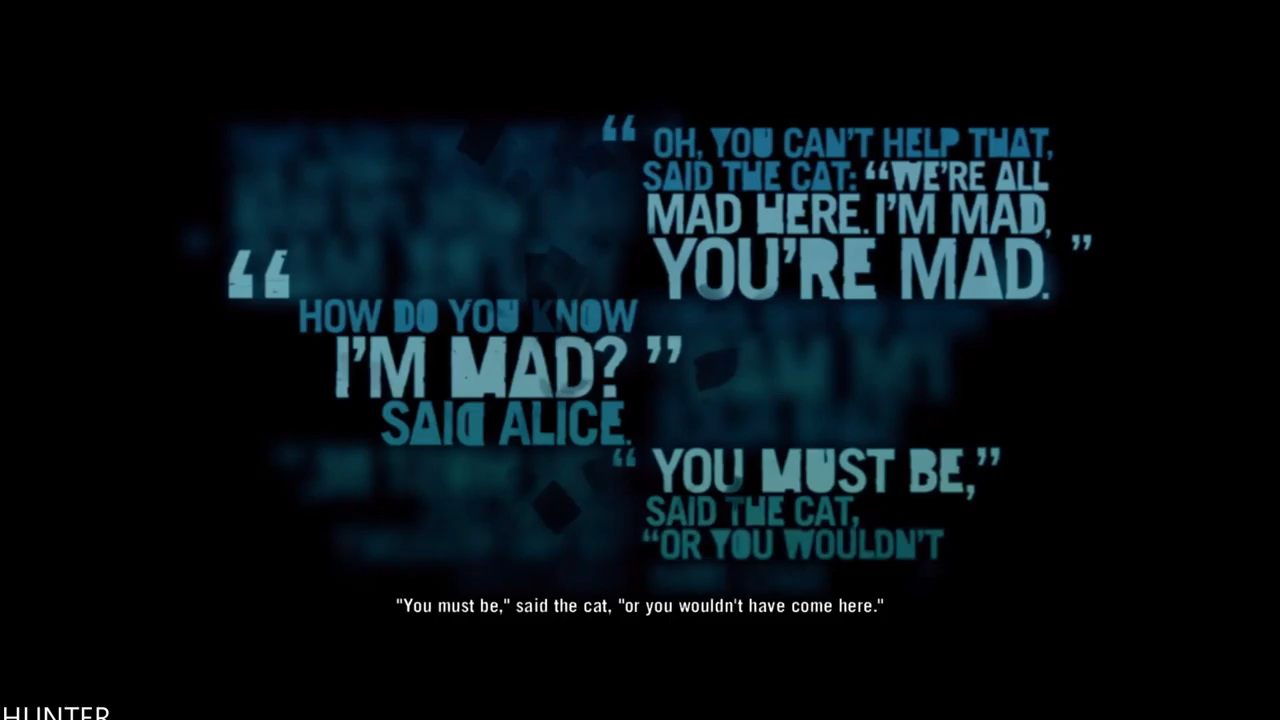 “ OH, YOU CAN’T HELP THAT,
SAID THE CAT: “WE’RE ALL
MAD HERE. I’M MAD,
YOU’RE MAD. ”
“
HOW DO YOU KNOW
I’M MAD? ”
SAID ALICE.
“ YOU MUST BE,”
SAID THE CAT,
“OR YOU WOULDN’T
"You must be," said the cat, "or you wouldn't have come here."
HUNTER